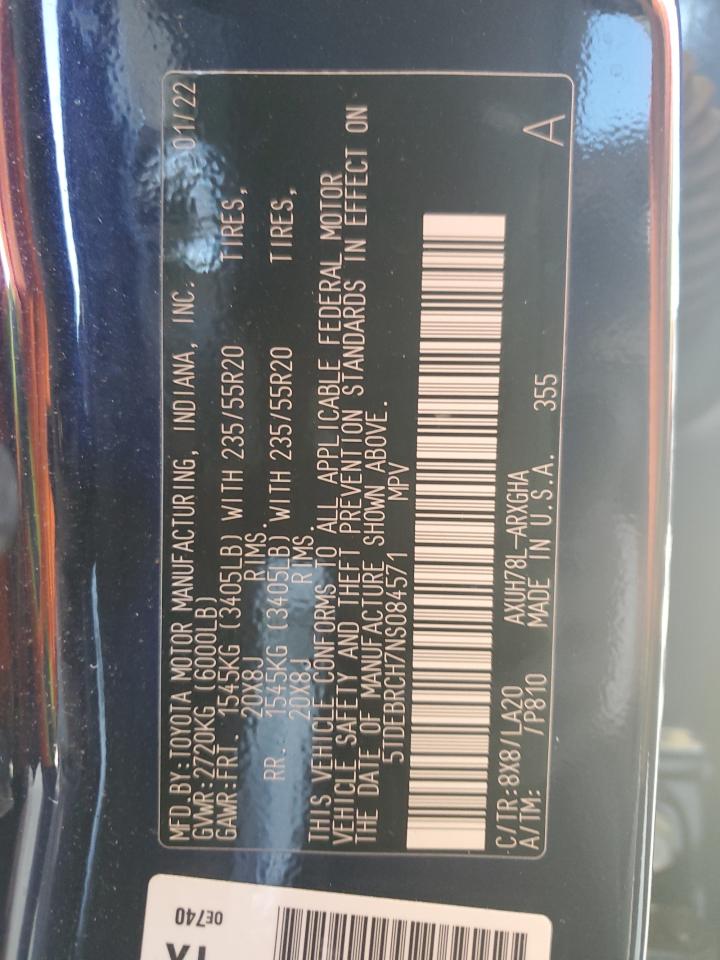 MFD.BY:TOYOTA MOTOR MANUFACTURING, INDIANA, INC. 01/22
GVWR:2720KG (6000LB)
GAWR:FRT. 1545KG (3405LB) WITH 235/55R20 TIRES,
20X8J RIMS.
RR. 1545KG (3405LB) WITH 235/55R20 TIRES,
20X8J RIMS.
THIS VEHICLE CONFORMS TO ALL APPLICABLE FEDERAL MOTOR
VEHICLE SAFETY AND THEFT PREVENTION STANDARDS IN EFFECT ON
THE DATE OF MANUFACTURE SHOWN ABOVE.
5TDEBRCH7NS084571 MPV
C/TR:8X8/LA20 AXUH78L-ARXGHA
A/TM: /P810 MADE IN U.S.A. 355
A
0E740